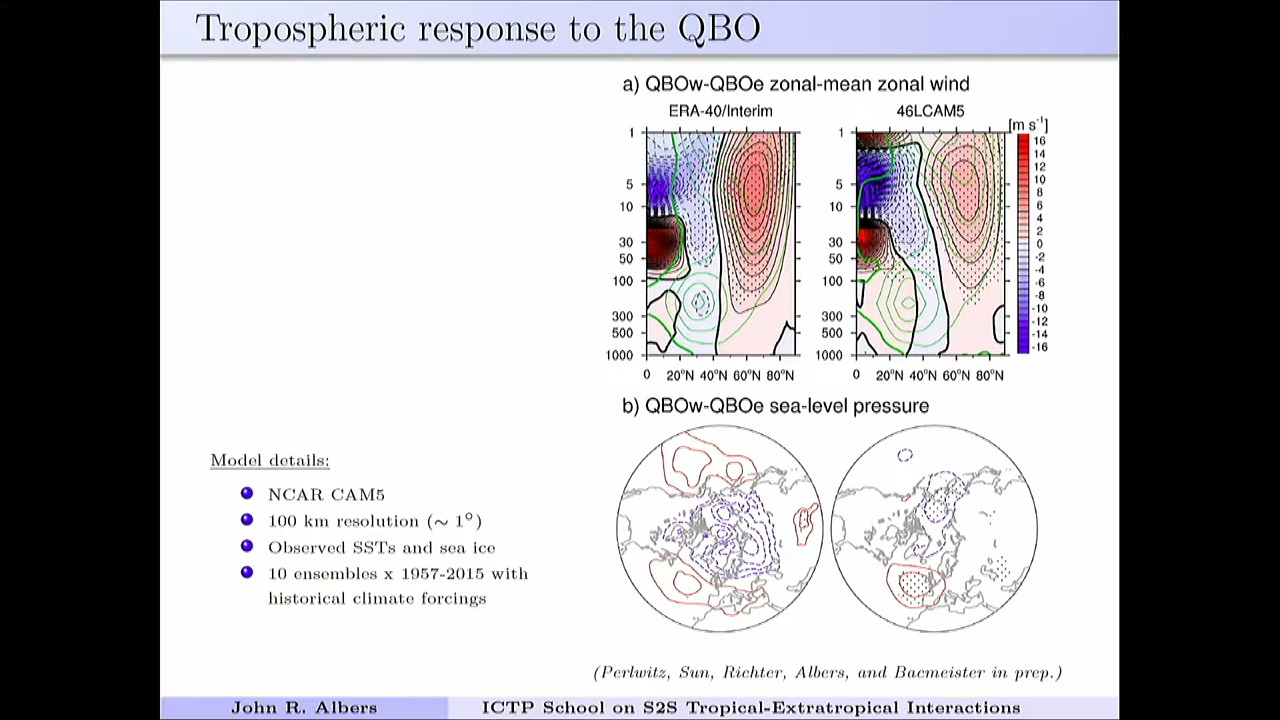 Tropospheric response to the QBO
a) QBOw-QBOe zonal-mean zonal wind
ERA-40/Interim
46LCAM5
[m s⁻¹]
1
5
10
30
50
100
300
500
1000
0 20°N 40°N 60°N 80°N
1
5
10
30
50
100
300
500
1000
0 20°N 40°N 60°N 80°N
16
14
12
10
8
6
4
2
0
-2
-4
-6
-8
-10
-12
-14
-16
b) QBOw-QBOe sea-level pressure
Model details:
NCAR CAM5
100 km resolution (∼ 1°)
Observed SSTs and sea ice
10 ensembles x 1957-2015 with
historical climate forcings
(Perlwitz, Sun, Richter, Albers, and Bacmeister in prep.)
John R. Albers
ICTP School on S2S Tropical-Extratropical Interactions